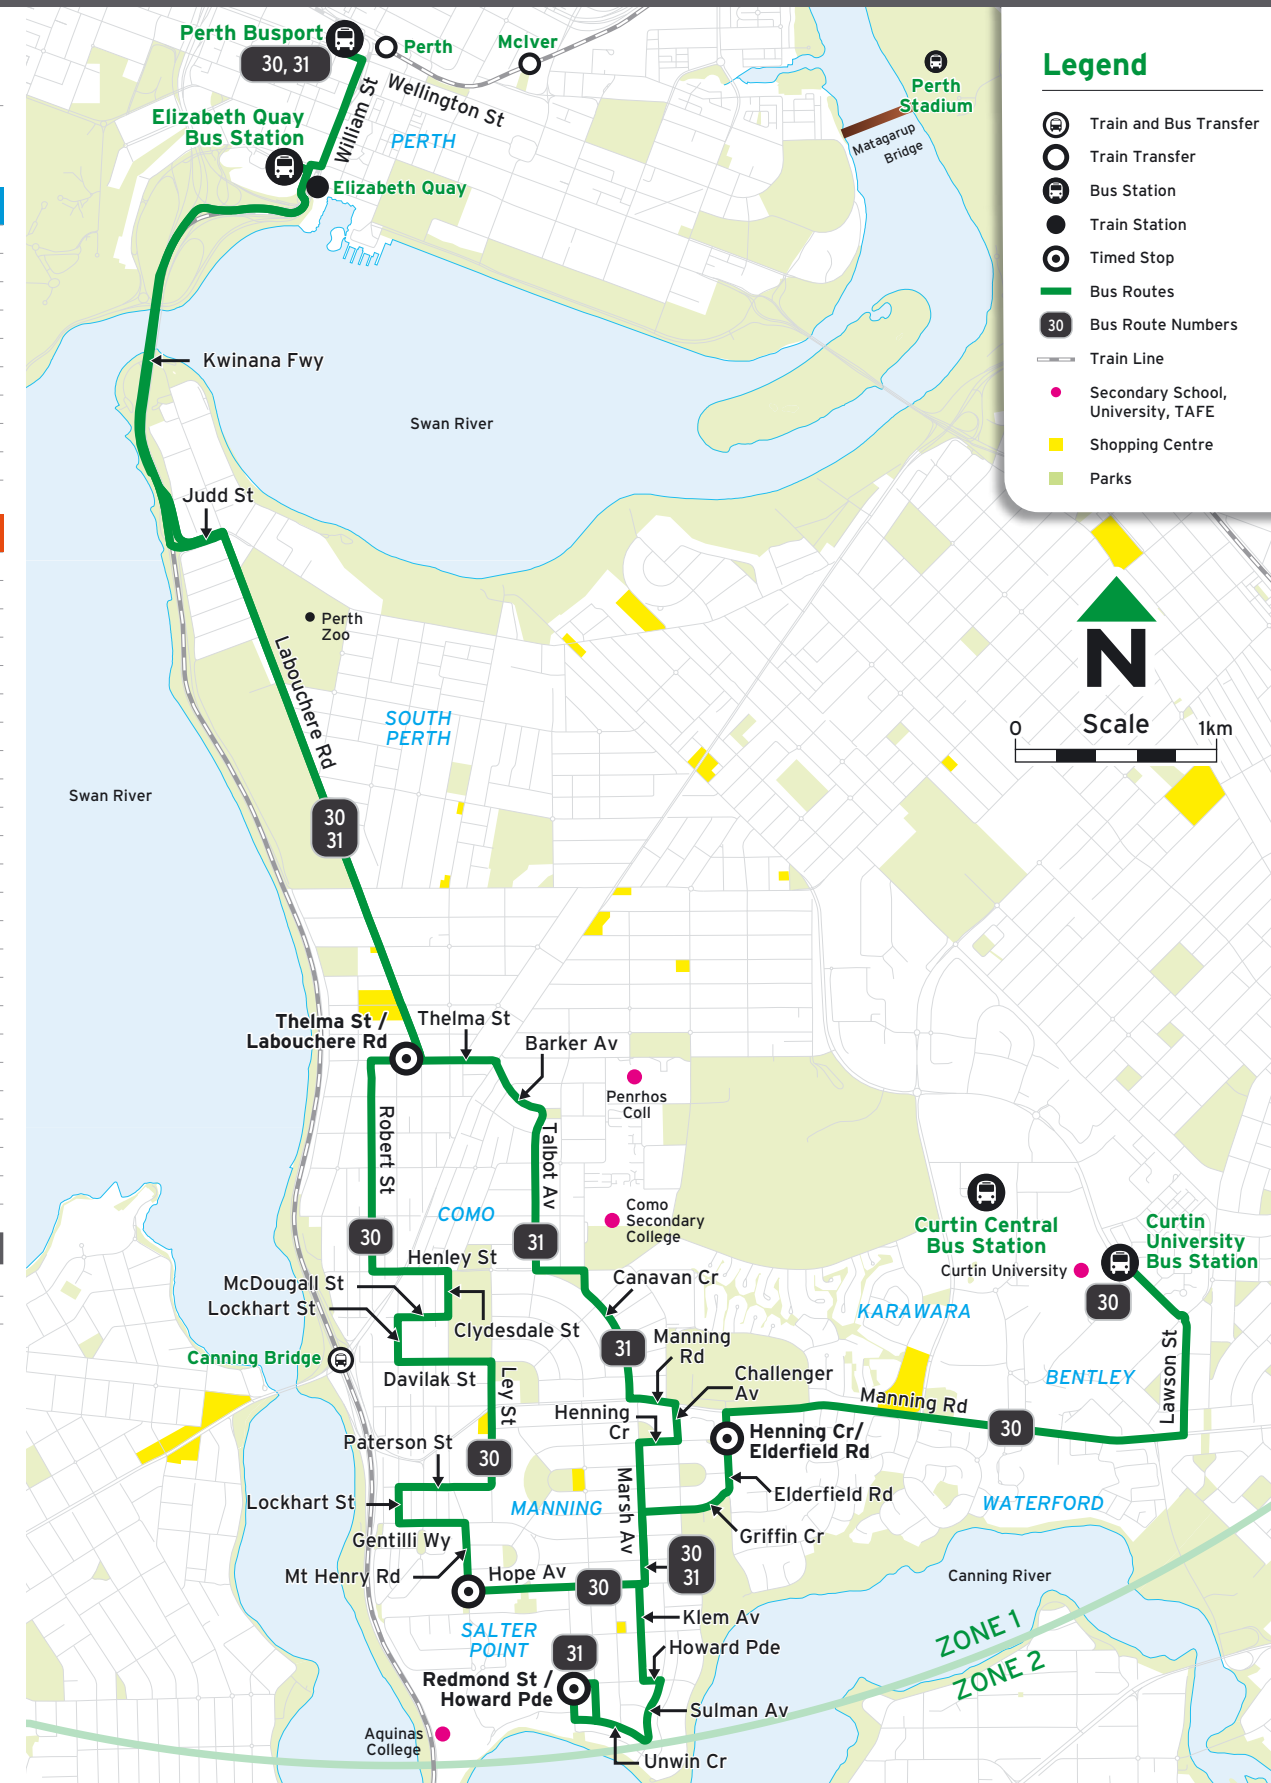 Perth Busport
30, 31
Perth
McIver
Wellington St
William St
PERTH
Elizabeth Quay
Bus Station
Elizabeth Quay
Perth
Stadium
Matagarup
Bridge
Legend
Train and Bus Transfer
Train Transfer
Bus Station
Train Station
Timed Stop
Bus Routes
30
Bus Route Numbers
Train Line
Secondary School,
University, TAFE
Shopping Centre
Parks
Kwinana Fwy
Swan River
Judd St
Perth
Zoo
Labouchere Rd
SOUTH
PERTH
N
Scale
0
1km
Swan River
30
31
Thelma St /
Labouchere Rd
Thelma St
Barker Av
Penrhos
Coll
Robert St
Talbot Av
COMO
Como
Secondary
College
30
31
Henley St
McDougall St
Lockhart St
Clydesdale St
Canavan Cr
Curtin Central
Bus Station
Curtin University
Curtin
University
Bus Station
30
KARAWARA
BENTLEY
Lawson St
Canning Bridge
Davilak St
Ley St
31
Manning
Rd
Challenger
Av
Henning
Cr
Manning Rd
30
Henning Cr/
Elderfield Rd
Paterson St
30
Lockhart St
MANNING
Marsh Av
Elderfield Rd
WATERFORD
Gentilli Wy
Griffin Cr
Mt Henry Rd
Hope Av
30
30
31
Canning River
Klem Av
SALTER
POINT
Howard Pde
ZONE 1
ZONE 2
31
Redmond St /
Howard Pde
Sulman Av
Aquinas
College
Unwin Cr